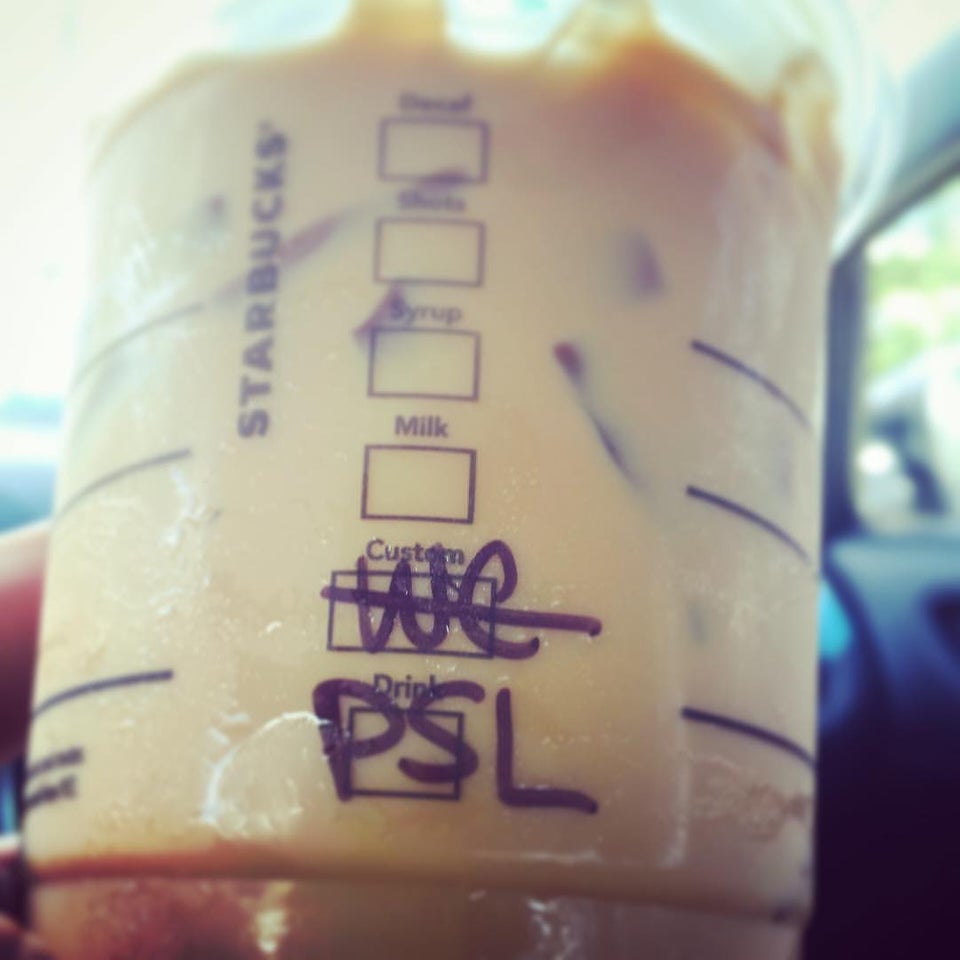 STARBUCKS
Decaf
Shots
Syrup
Milk
Custom
WC
Drink
PSL